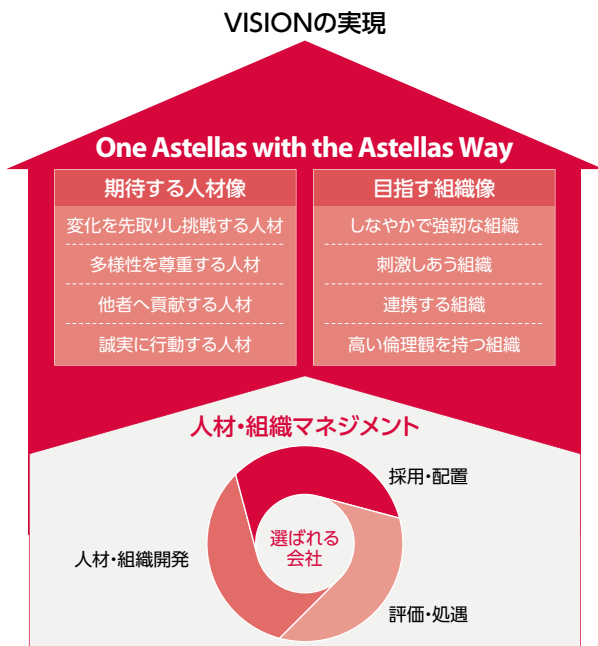 VISIONの実現
One Astellas with the Astellas Way
期待する人材像
変化を先取りし挑戦する人材
多様性を尊重する人材
他者へ貢献する人材
誠実に行動する人材
目指す組織像
しなやかで強靭な組織
刺激しあう組織
連携する組織
高い倫理観を持つ組織
人材・組織マネジメント
採用・配置
選ばれる
会社
人材・組織開発
評価・処遇